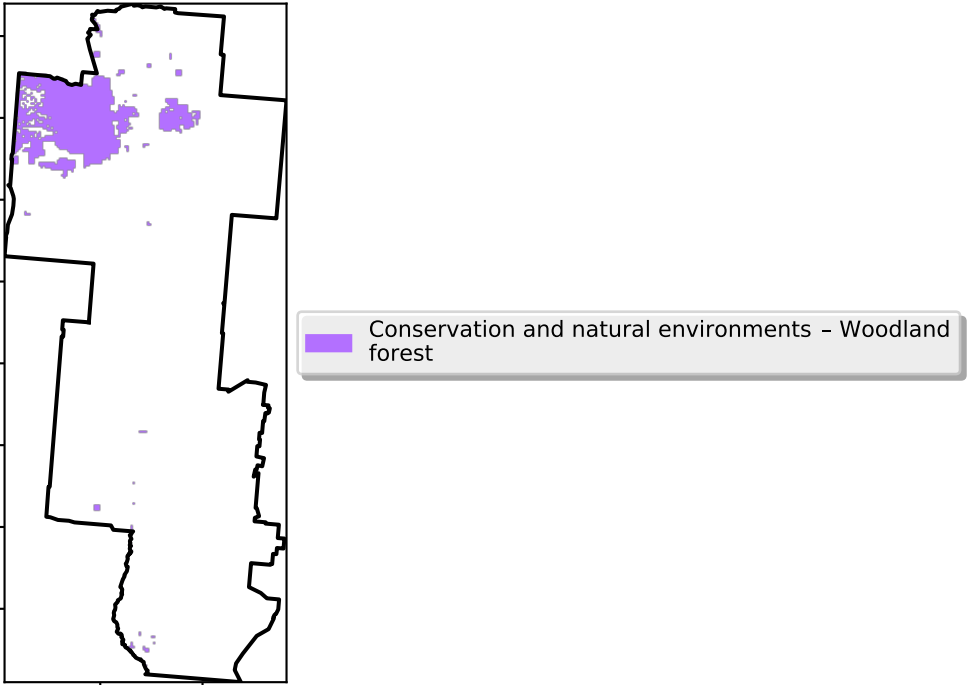 Conservation and natural environments – Woodland
forest